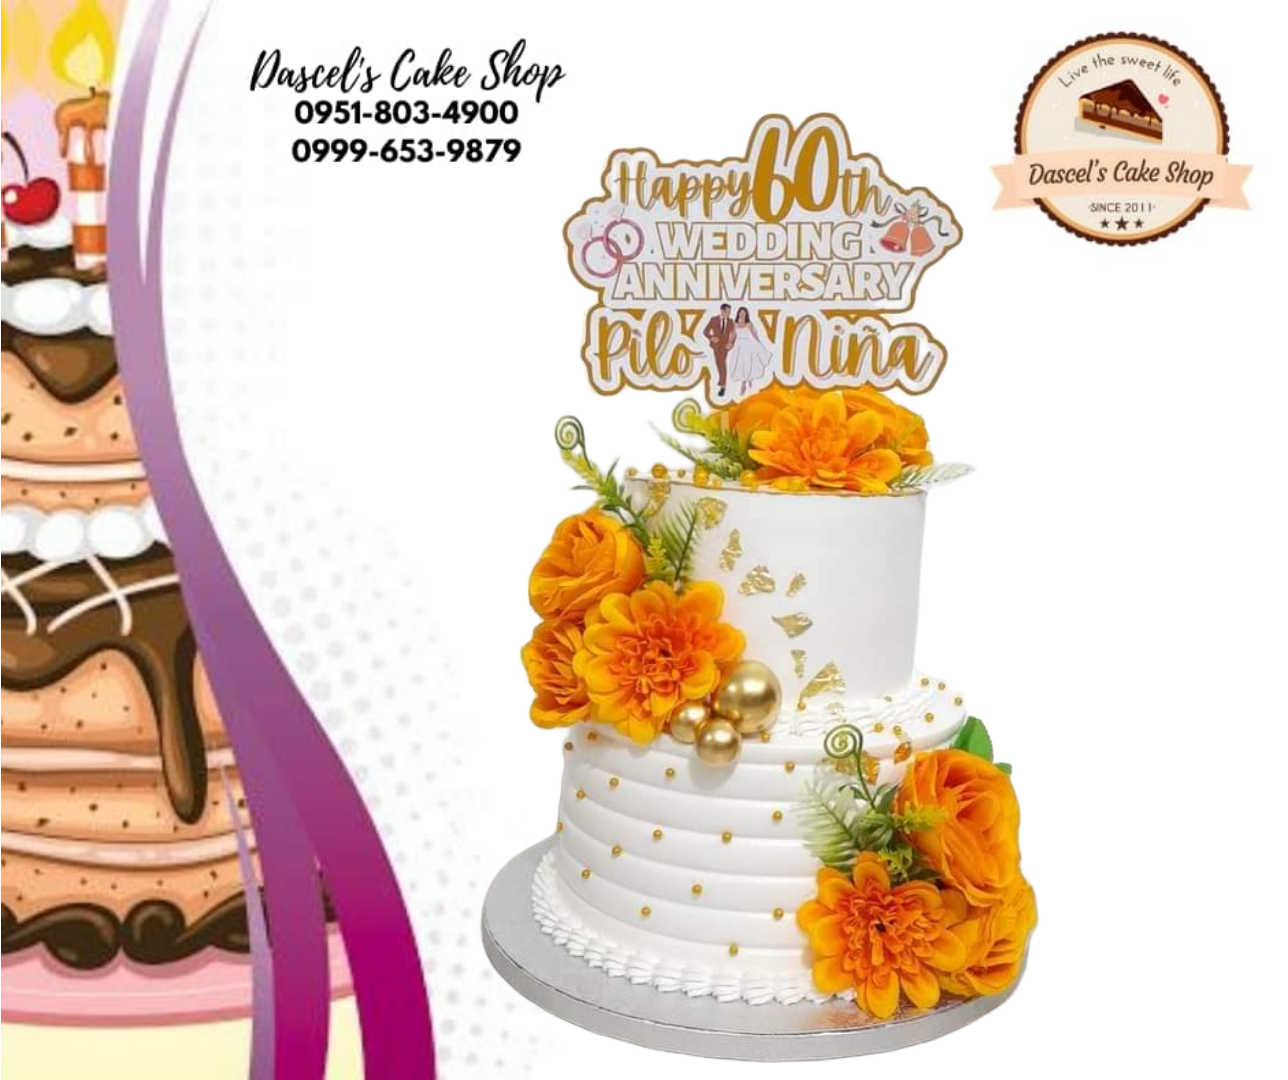 Dascel's Cake Shop
0951-803-4900
0999-653-9879
Live the sweet life
Dascel's Cake Shop
·SINCE 2011·
Happy 60th
WEDDING
ANNIVERSARY
Pilo Niña